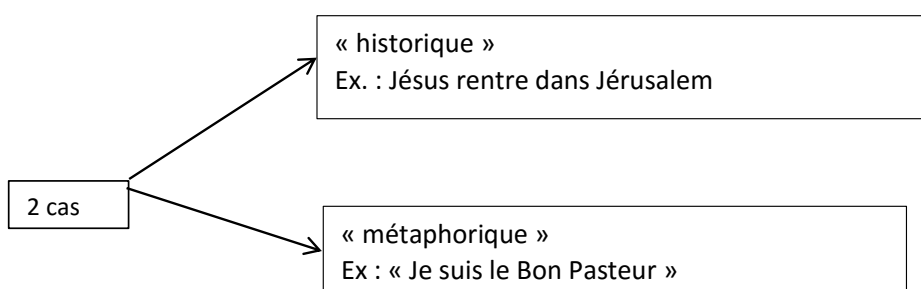 « historique »
Ex. : Jésus rentre dans Jérusalem
2 cas
« métaphorique »
Ex : « Je suis le Bon Pasteur »